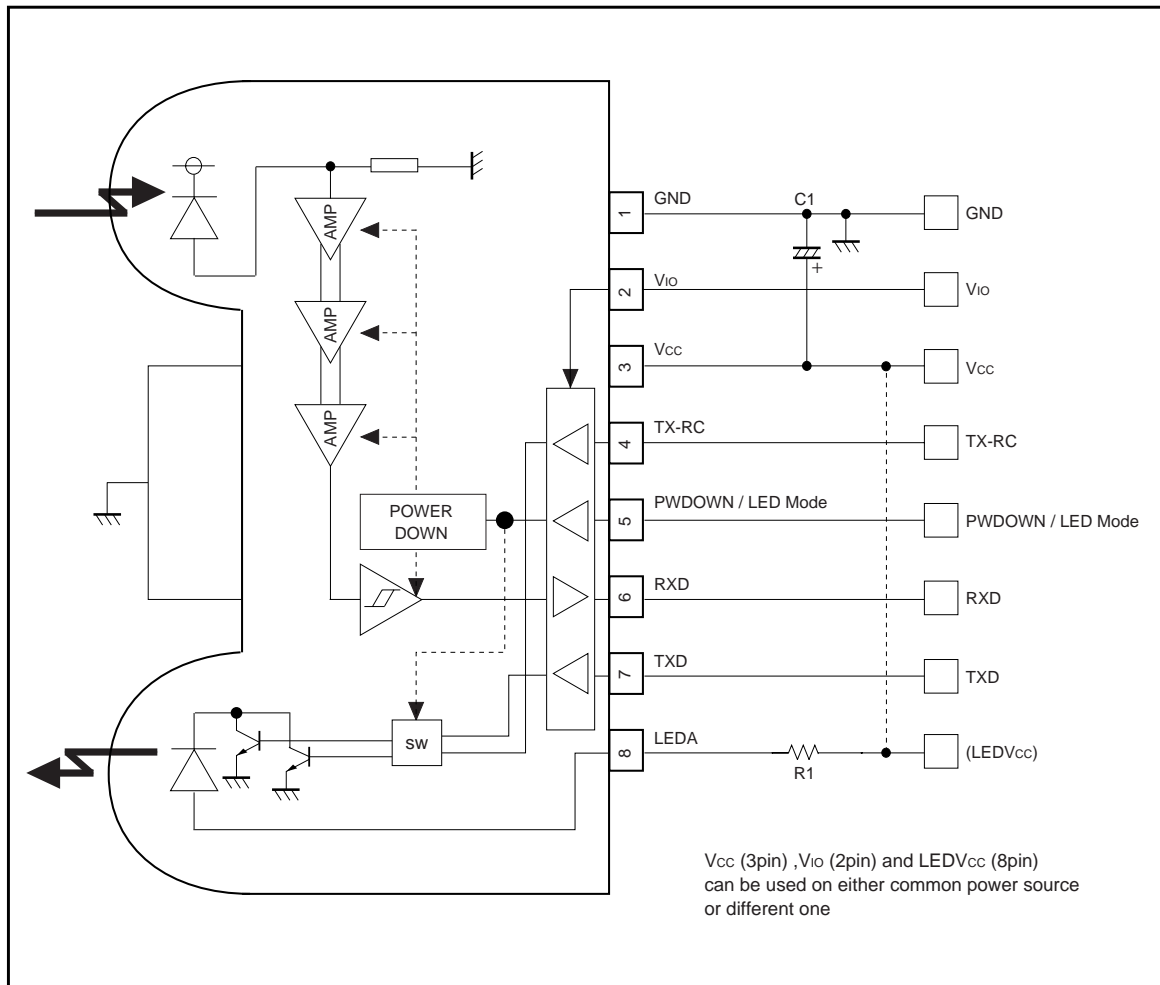 AMP
AMP
AMP
POWER
DOWN
SW
1
GND
C1
+
GND
2
VIO
VIO
3
VCC
VCC
4
TX-RC
TX-RC
5
PWDOWN / LED Mode
PWDOWN / LED Mode
6
RXD
RXD
7
TXD
TXD
8
LEDA
R1
(LEDVCC)
VCC (3pin) ,VIO (2pin) and LEDVCC (8pin)
can be used on either common power source
or different one